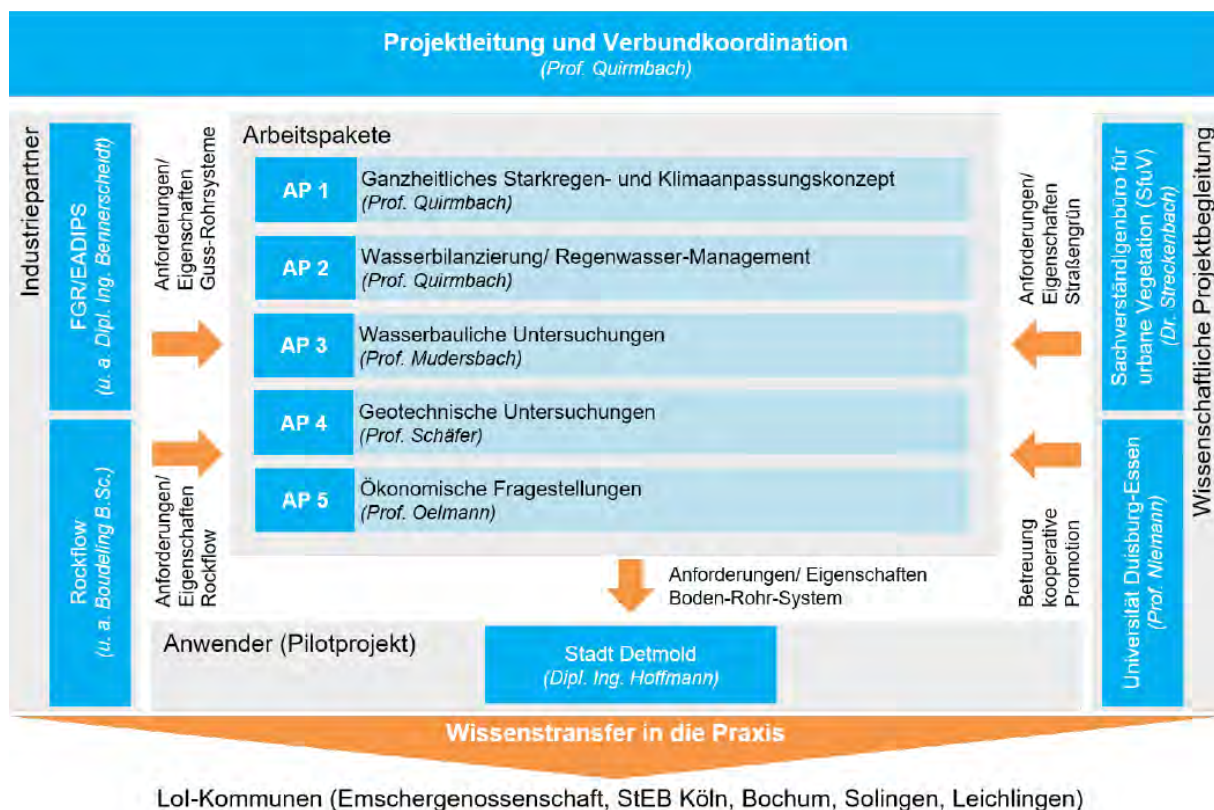 Projektleitung und Verbundkoordination
(Prof. Quirmbach)
Industriepartner
FGR/EADIPS
(u. a. Dipl. Ing. Bennerscheidt)
Rockflow
(u. a. Boudeling B.Sc.)
Anforderungen/
Eigenschaften
Guss-Rohrsysteme
Anforderungen/
Eigenschaften
Rockflow
Arbeitspakete
AP 1
Ganzheitliches Starkregen- und Klimaanpassungskonzept
(Prof. Quirmbach)
AP 2
Wasserbilanzierung/ Regenwasser-Management
(Prof. Quirmbach)
AP 3
Wasserbauliche Untersuchungen
(Prof. Mudersbach)
AP 4
Geotechnische Untersuchungen
(Prof. Schäfer)
AP 5
Ökonomische Fragestellungen
(Prof. Oelmann)
Anforderungen/
Eigenschaften
Straßengrün
Betreuung
kooperative
Promotion
Sachverständigenbüro für
urbane Vegetation (SfuV)
(Dr. Streckenbach)
Universität Duisburg-Essen
(Prof. Niemann)
Wissenschaftliche Projektbegleitung
Anforderungen/ Eigenschaften
Boden-Rohr-System
Anwender (Pilotprojekt)
Stadt Detmold
(Dipl. Ing. Hoffmann)
Wissenstransfer in die Praxis
LoI-Kommunen (Emschergenossenschaft, StEB Köln, Bochum, Solingen, Leichlingen)